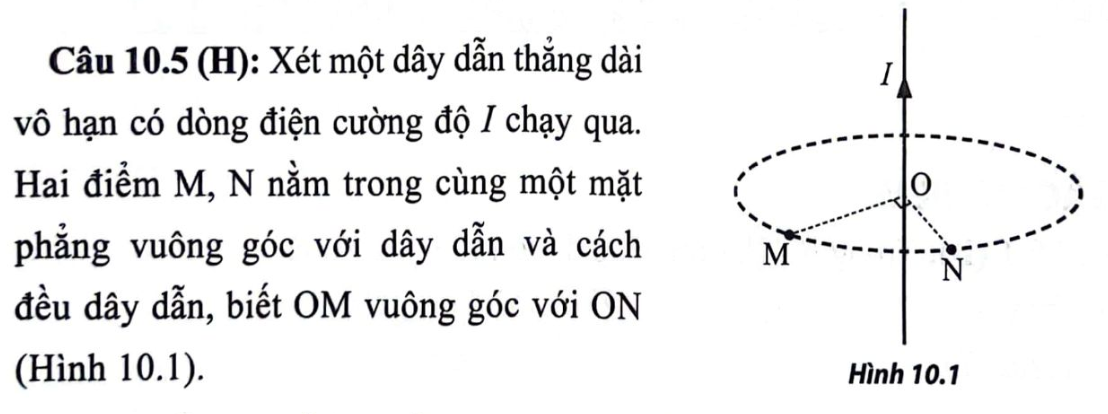 Câu 10.5 (H): Xét một dây dẫn thẳng dài
vô hạn có dòng điện cường độ I chạy qua.
Hai điểm M, N nằm trong cùng một mặt
phẳng vuông góc với dây dẫn và cách
đều dây dẫn, biết OM vuông góc với ON
(Hình 10.1).
I
O
M
N
Hình 10.1